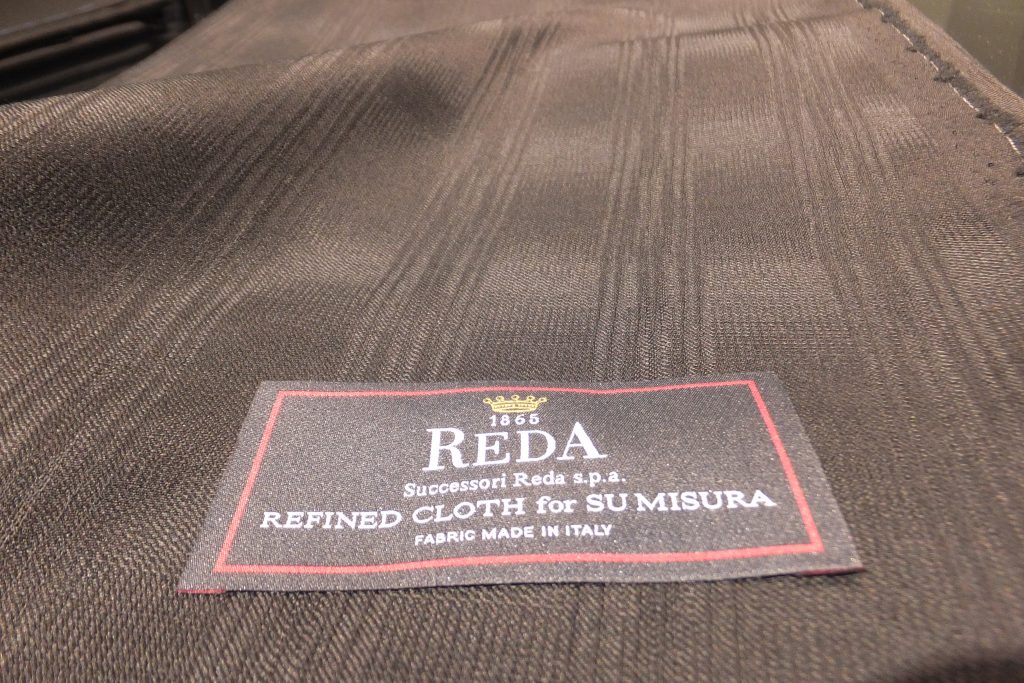 1865
REDA
Successori Reda s.p.a.
REFINED CLOTH for SU MISURA
FABRIC MADE IN ITALY